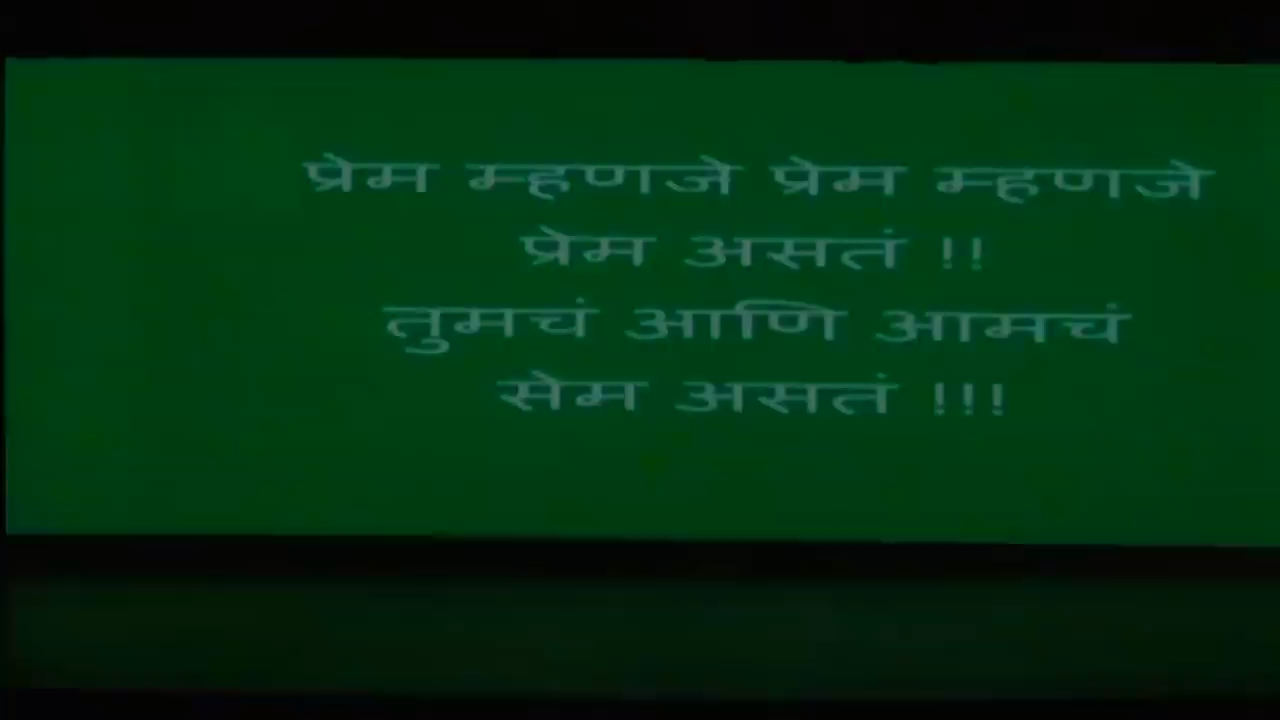 प्रेम म्हणजे प्रेम म्हणजे
प्रेम असतं !!
तुमचं आणि आमचं
सेम असतं !!!